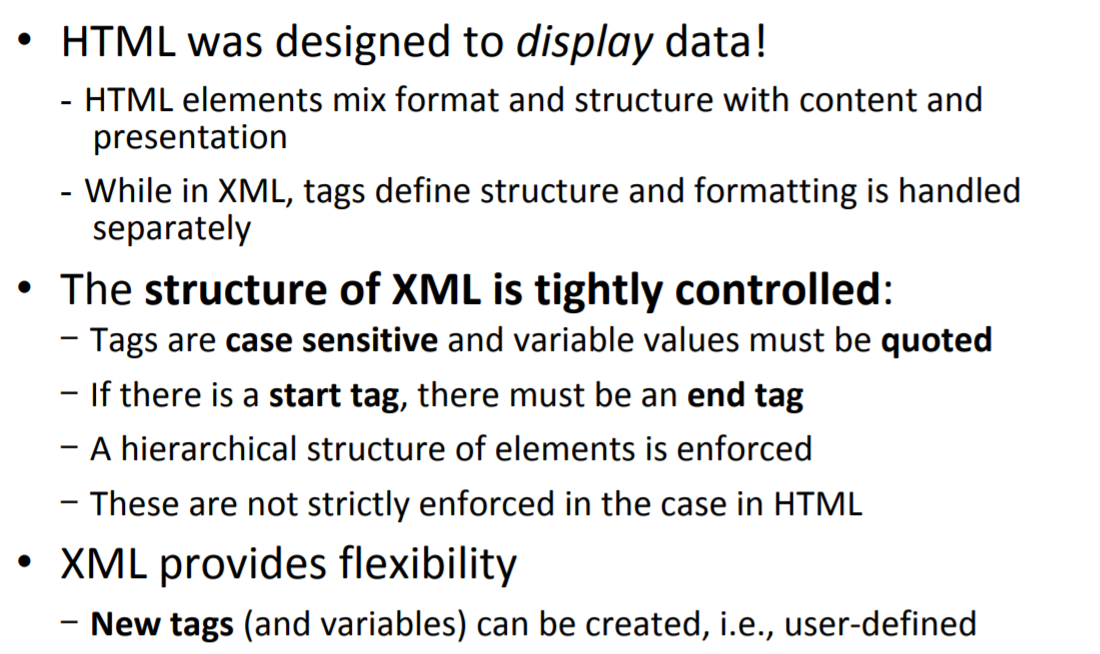 • HTML was designed to display data!
- HTML elements mix format and structure with content and
presentation
- While in XML, tags define structure and formatting is handled
separately
• The structure of XML is tightly controlled:
– Tags are case sensitive and variable values must be quoted
– If there is a start tag, there must be an end tag
– A hierarchical structure of elements is enforced
– These are not strictly enforced in the case in HTML
• XML provides flexibility
– New tags (and variables) can be created, i.e., user-defined